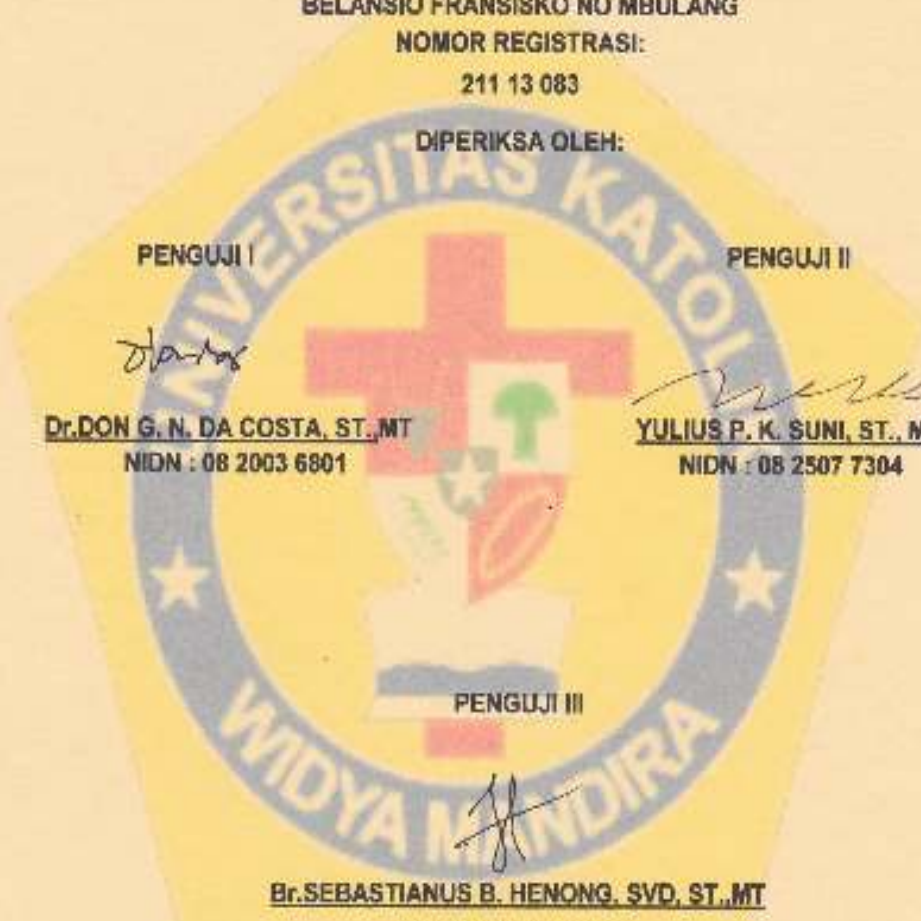 BELANSIO FRANSISKO NO MBULANG
NOMOR REGISTRASI:
211 13 083
DIPERIKSA OLEH:
PENGUJI I
PENGUJI II
Dr.DON G. N. DA COSTA, ST.,MT
YULIUS P. K. SUNI, ST., M
NIDN : 08 2003 6801
NIDN : 08 2507 7304
PENGUJI III
Br.SEBASTIANUS B. HENONG, SVD, ST.,MT
UNIVERSITAS KATOLI
WIDYA MANDIRA